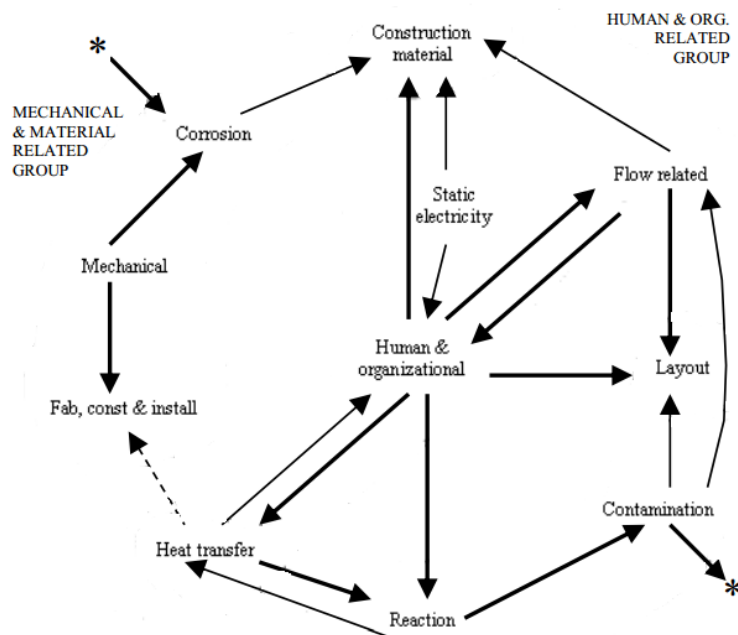 HUMAN & ORG.
RELATED
GROUP
Construction
material
*
MECHANICAL
& MATERIAL
RELATED
GROUP
Corrosion
Flow related
Static
electricity
Mechanical
Human &
organizational
Layout
Fab, const & install
Contamination
Heat transfer
*
Reaction